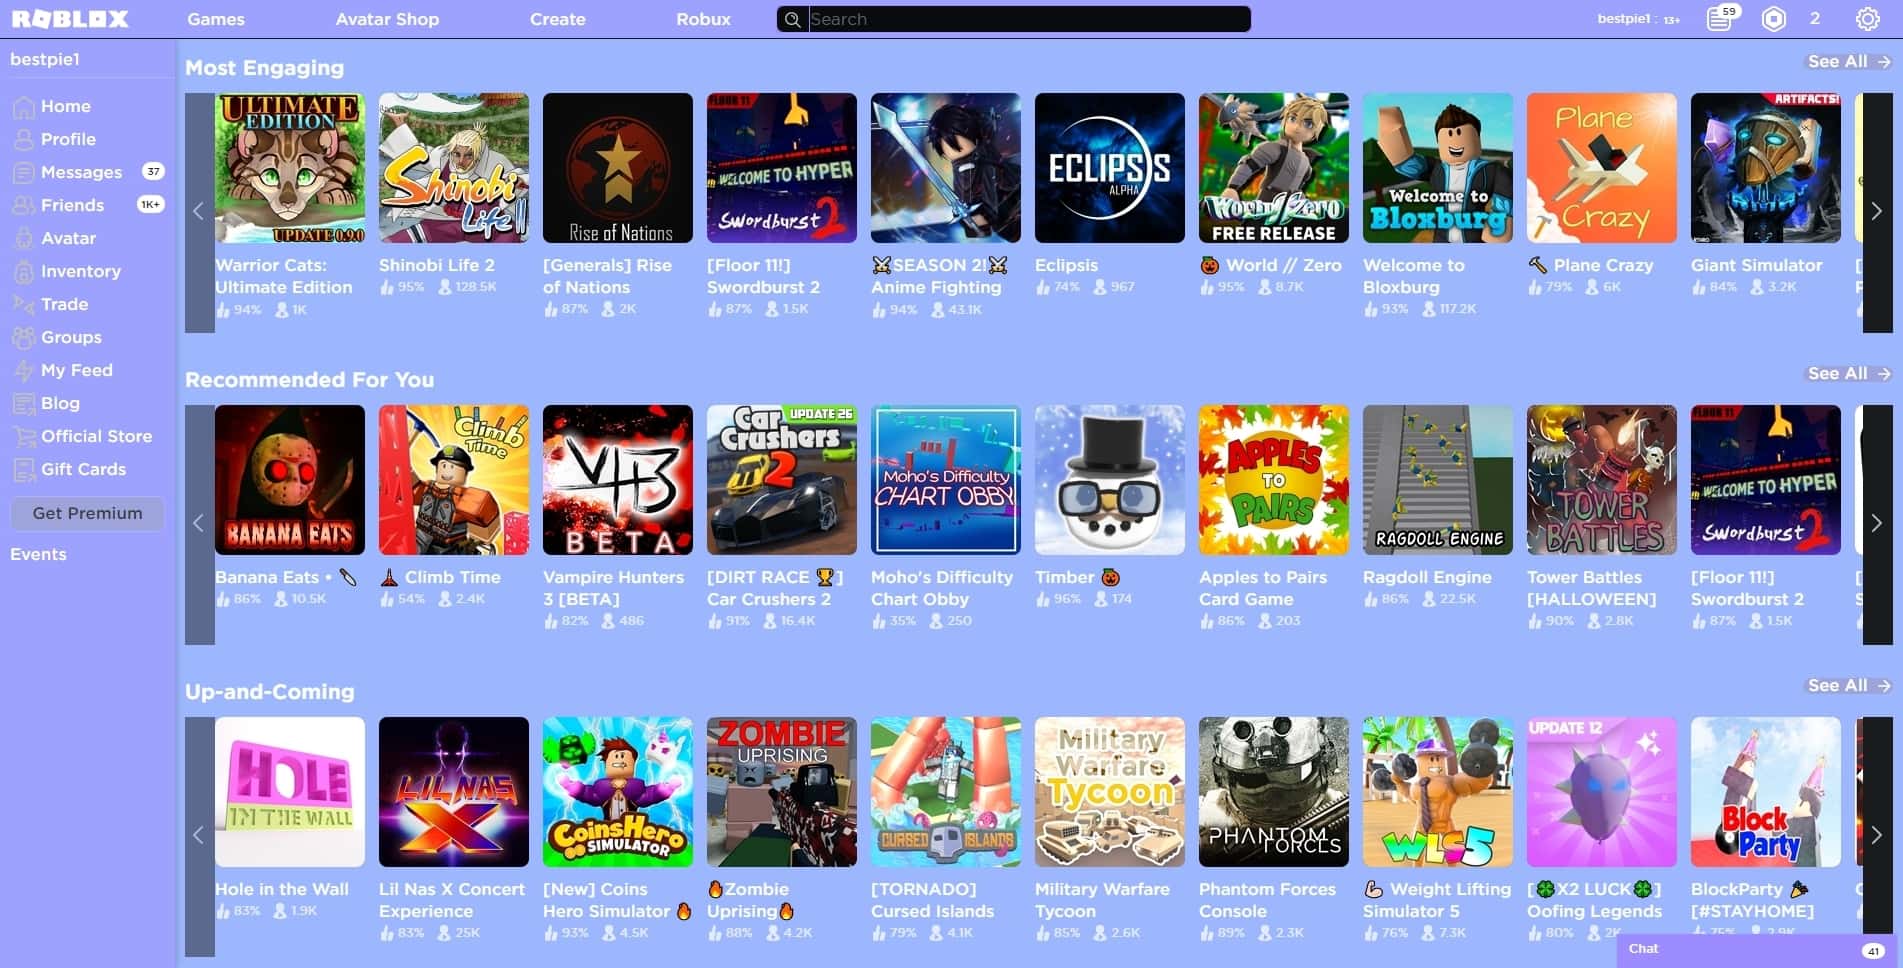 ROBLOX
Games
Avatar Shop
Create
Robux
Search
bestpie1 : 13+
59
2
bestpie1
Home
Profile
Messages 37
Friends 1K+
Avatar
Inventory
Trade
Groups
My Feed
Blog
Official Store
Gift Cards
Get Premium
Events
Most Engaging
See All →
ULTIMATE
EDITION
UPDATE 0.9.0
Warrior Cats:
Ultimate Edition
94% 1K
Shinobi
Life II
Shinobi Life 2
95% 128.5K
Rise of Nations
[Generals] Rise
of Nations
87% 2K
FLOOR 11
WELCOME TO HYPER
Swordburst 2
[Floor 11!]
Swordburst 2
87% 1.5K
⚔️SEASON 2!⚔️
Anime Fighting
94% 43.1K
ECLIPSIS
ALPHA
Eclipsis
74% 967
World // Zero
FREE RELEASE
🎃 World // Zero
95% 8.7K
Welcome to
Bloxburg
Welcome to
Bloxburg
93% 117.2K
Plane
Crazy
🔨 Plane Crazy
79% 6K
ARTIFACTS!
Giant Simulator
84% 3.2K
Recommended For You
See All →
BANANA EATS
Banana Eats • 🔪
86% 10.5K
Climb
Time
🗼 Climb Time
54% 2.4K
VH3
BETA
Vampire Hunters
3 [BETA]
82% 486
Car
Crushers
2
UPDATE 26
[DIRT RACE 🏆]
Car Crushers 2
91% 16.4K
Moho's Difficulty
CHART OBBY
Moho's Difficulty
Chart Obby
35% 250
Timber 🎃
96% 174
APPLES
TO
PAIRS
Apples to Pairs
Card Game
86% 203
RAGDOLL ENGINE
Ragdoll Engine
86% 22.5K
TOWER
BATTLES
Tower Battles
[HALLOWEEN]
90% 2.8K
FLOOR 11
WELCOME TO HYPER
Swordburst 2
[Floor 11!]
Swordburst 2
87% 1.5K
Up-and-Coming
See All →
HOLE
IN THE WALL
Hole in the Wall
83% 1.9K
LIL NAS
X
Lil Nas X Concert
Experience
83% 25K
Coins Hero
SIMULATOR
[New] Coins
Hero Simulator 🔥
93% 4.5K
ZOMBIE
UPRISING
🔥Zombie
Uprising🔥
88% 4.2K
CURSED ISLANDS
[TORNADO]
Cursed Islands
79% 4.1K
Military
Warfare
Tycoon
Military Warfare
Tycoon
85% 2.6K
PHANTOM
FORCES
Phantom Forces
Console
89% 2.3K
WLS5
💪 Weight Lifting
Simulator 5
76% 7.3K
UPDATE 12
[🍀X2 LUCK🍀]
Oofing Legends
80% 2K
Block
Party
BlockParty 🎉
[#STAYHOME]
75% 2.9K
Chat 41